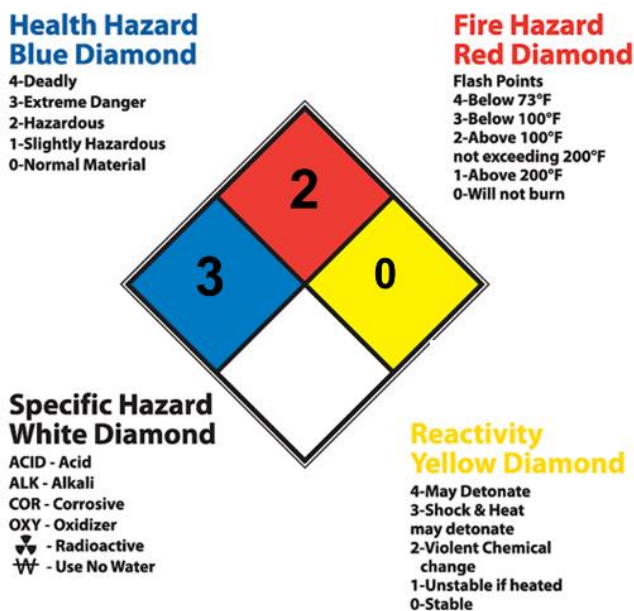 Health Hazard
Blue Diamond
4-Deadly
3-Extreme Danger
2-Hazardous
1-Slightly Hazardous
0-Normal Material
Fire Hazard
Red Diamond
Flash Points
4-Below 73°F
3-Below 100°F
2-Above 100°F
not exceeding 200°F
1-Above 200°F
0-Will not burn
2
3
0
Specific Hazard
White Diamond
ACID - Acid
ALK - Alkali
COR - Corrosive
OXY - Oxidizer
- Radioactive
W - Use No Water
Reactivity
Yellow Diamond
4-May Detonate
3-Shock & Heat
may detonate
2-Violent Chemical
change
1-Unstable if heated
0-Stable